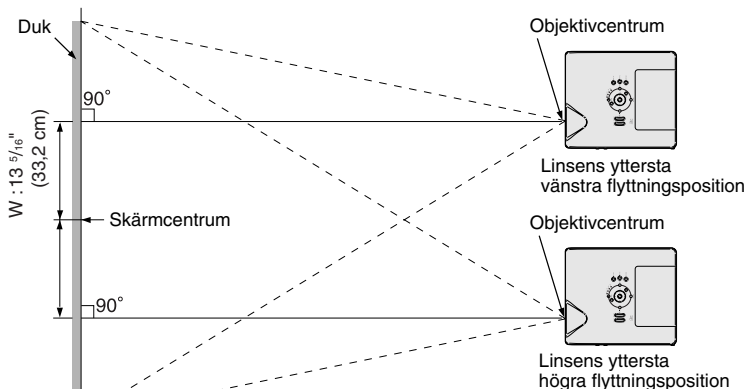 Duk
Objektivcentrum
90°
W : 13 5/16"
(33,2 cm)
Linsens yttersta
vänstra flyttningsposition
Skärmcentrum
Objektivcentrum
90°
Linsens yttersta
högra flyttningsposition